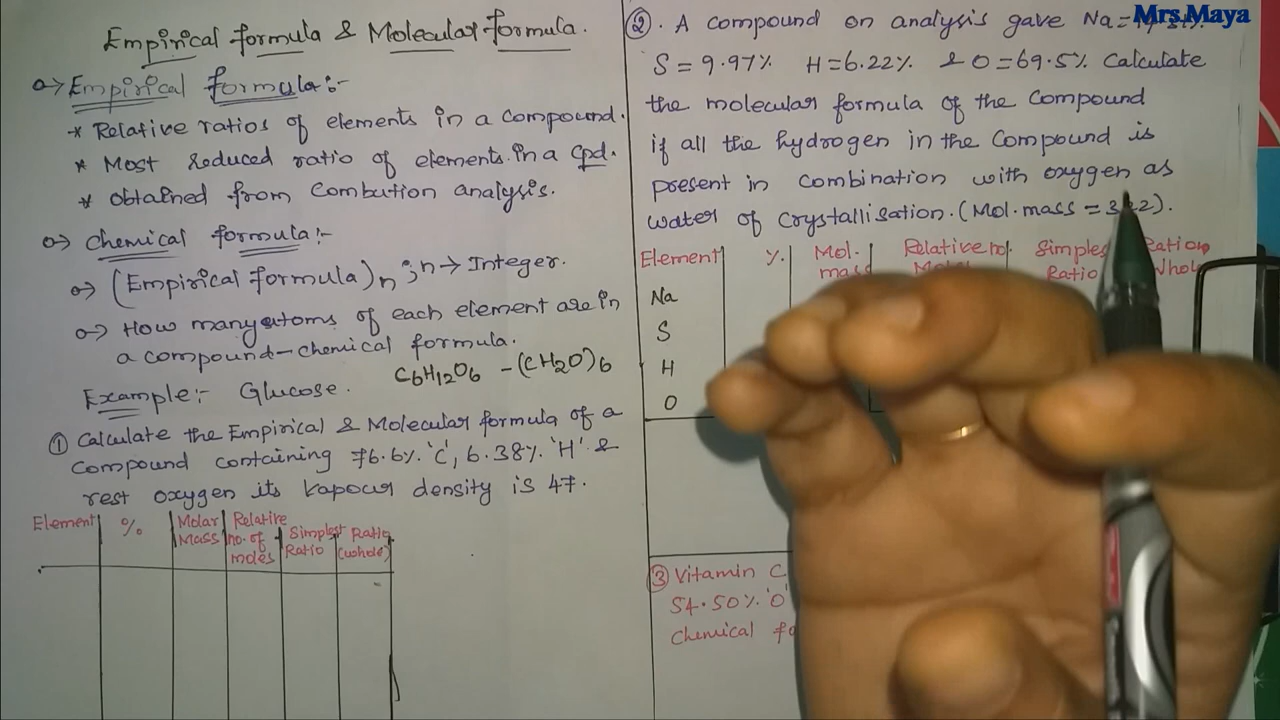 Empirical formula & Molecular formula.
Empirical formula:-
* Relative ratios of elements in a compound.
* Most reduced ratio of elements in a cpd.
* obtained from combution analysis.
Chemical formula:-
(Empirical formula)n ; n → Integer.
How many atoms of each element are in
a compound - chemical formula.
Example:- Glucose. C6H12O6 - (CH2O)6
① Calculate the Empirical & Molecular formula of a
compound containing 76.6% 'C', 6.38% 'H' &
rest oxygen its vapour density is 47.
Element % Molar Mass Relative no. of moles Simplest Ratio Ratio (whole)
Mrs.Maya
②. A compound on analysis gave Na=
S = 9.97% H=6.22% & O=69.5% Calculate
the molecular formula of the compound
if all the hydrogen in the compound is
present in combination with oxygen as
water of crystallisation. (Mol. mass =
Element %. Mol. mass Relative no. Simples Ratio Ration
Na
S
H
O
③ Vitamin C
54.50% 'O'
Chemical